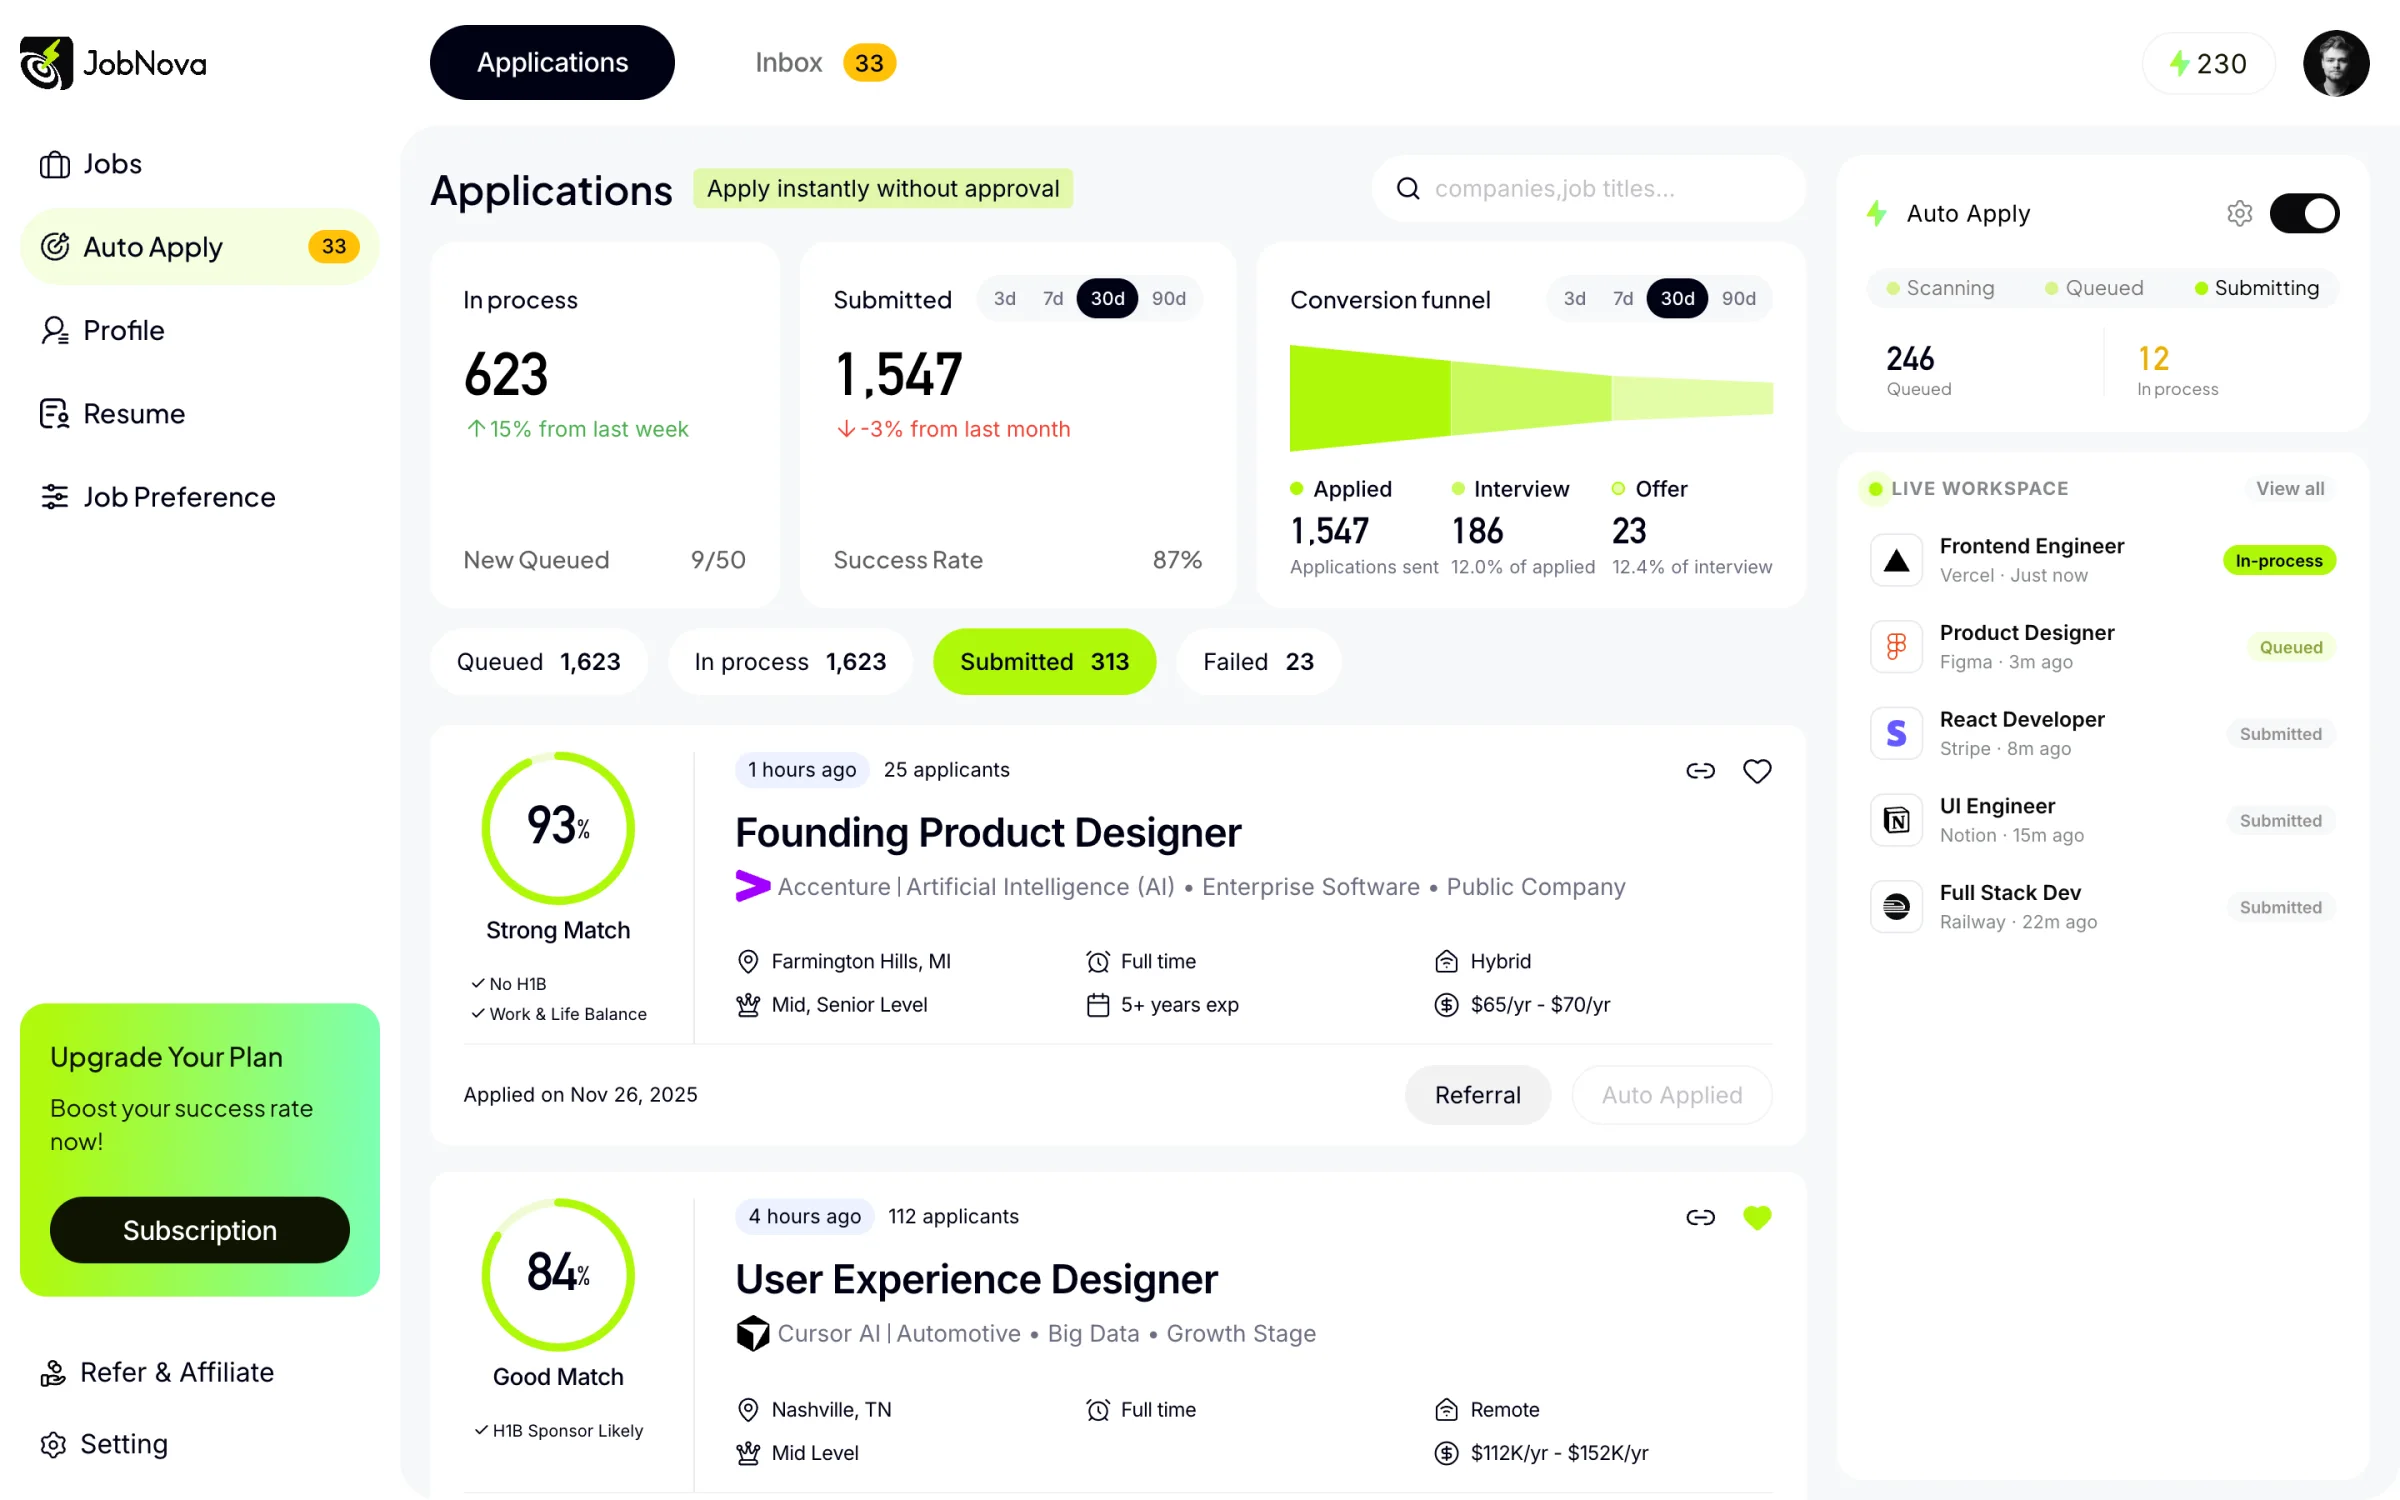 JobNova
Applications
Inbox 33
230
Jobs
Auto Apply 33
Profile
Resume
Job Preference
Upgrade Your Plan
Boost your success rate
now!
Subscription
Refer & Affiliate
Setting
Applications
Apply instantly without approval
companies,job titles...
In process
623
↑15% from last week
New Queued 9/50
Submitted 3d 7d 30d 90d
1,547
↓-3% from last month
Success Rate 87%
Conversion funnel 3d 7d 30d 90d
Applied Interview Offer
1,547 186 23
Applications sent 12.0% of applied 12.4% of interview
Queued 1,623 In process 1,623 Submitted 313 Failed 23
93%
Strong Match
✓ No H1B
✓ Work & Life Balance
1 hours ago 25 applicants
Founding Product Designer
Accenture | Artificial Intelligence (AI) • Enterprise Software • Public Company
Farmington Hills, MI Full time Hybrid
Mid, Senior Level 5+ years exp $65/yr - $70/yr
Applied on Nov 26, 2025 Referral Auto Applied
84%
Good Match
✓ H1B Sponsor Likely
4 hours ago 112 applicants
User Experience Designer
Cursor AI | Automotive • Big Data • Growth Stage
Nashville, TN Full time Remote
Mid Level $112K/yr - $152K/yr
Auto Apply
Scanning Queued Submitting
246 12
Queued In process
LIVE WORKSPACE View all
Frontend Engineer
Vercel · Just now
In-process
Product Designer
Figma · 3m ago
Queued
React Developer
Stripe · 8m ago
Submitted
UI Engineer
Notion · 15m ago
Submitted
Full Stack Dev
Railway · 22m ago
Submitted